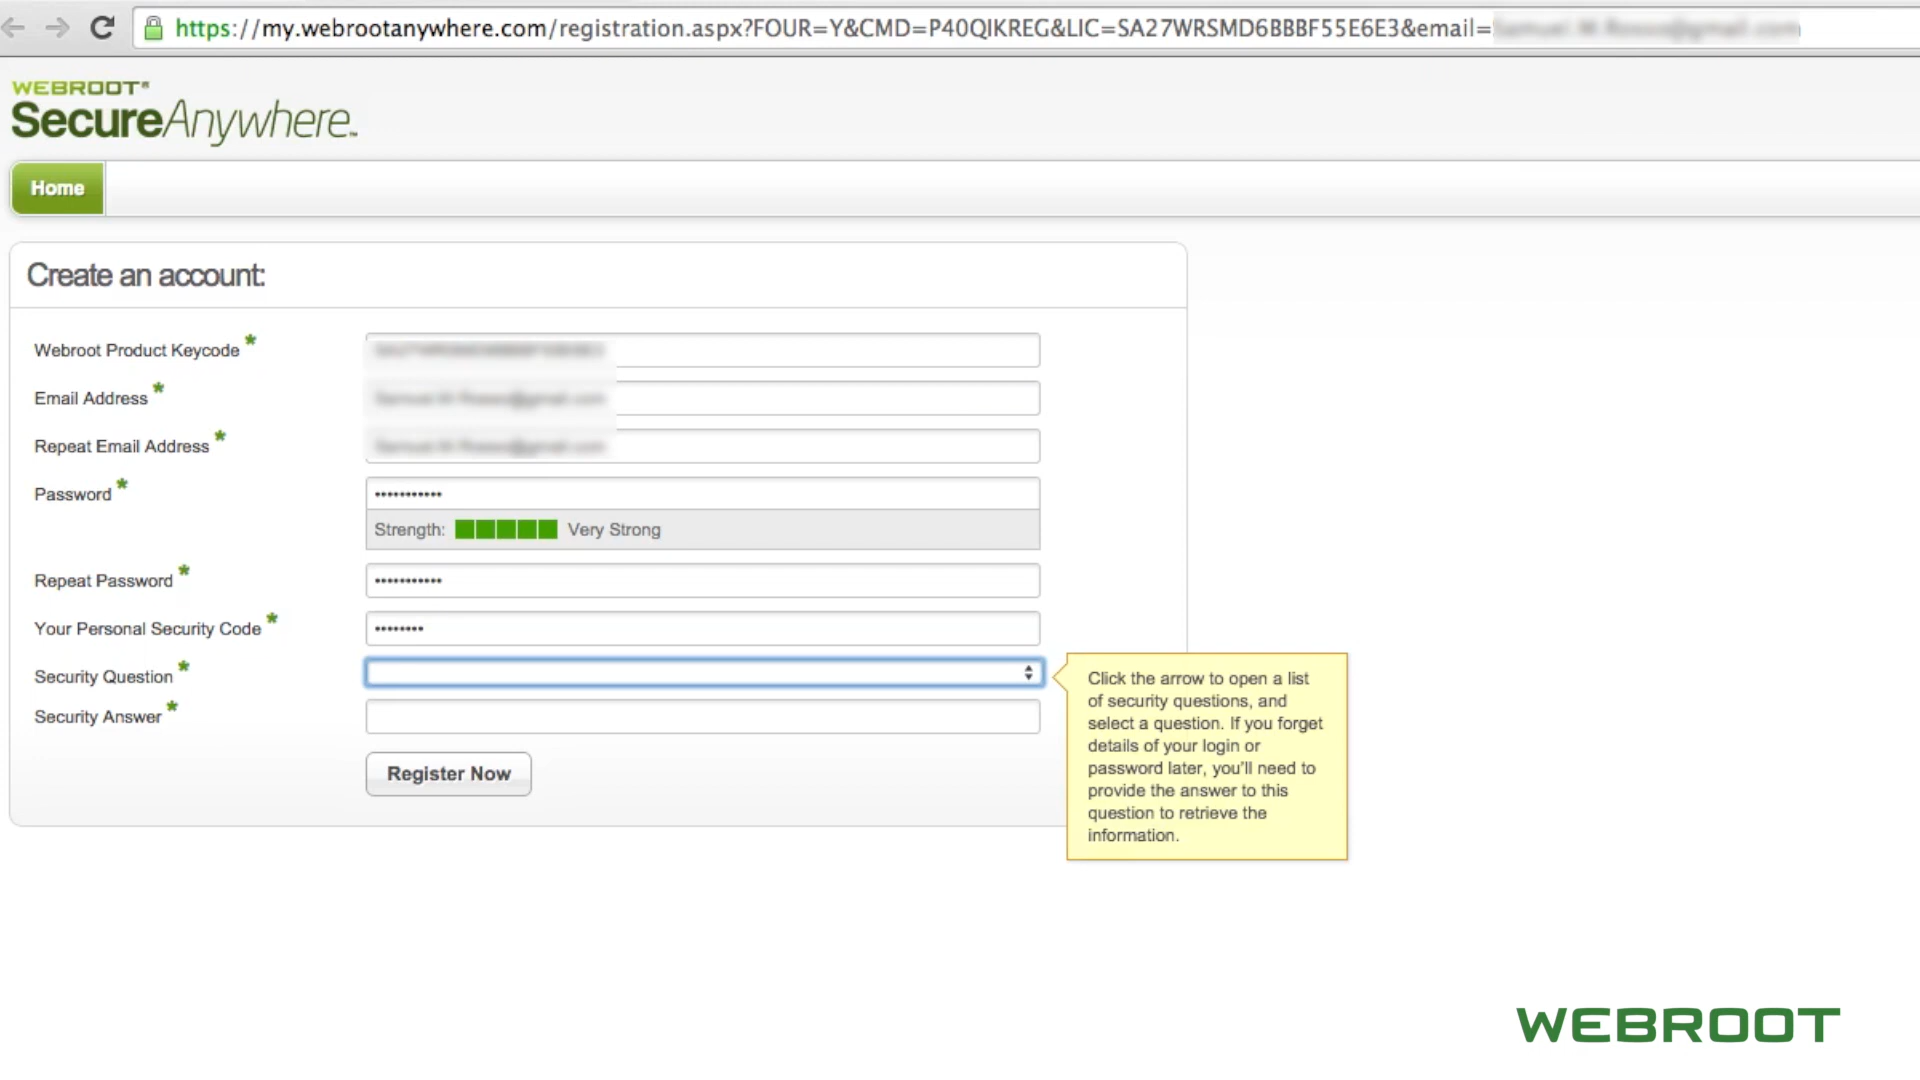 https://my.webrootanywhere.com/registration.aspx?FOUR=Y&CMD=P40QIKREG&LIC=SA27WRSMD6BBBF55E6E3&email=
WEBROOT®
SecureAnywhere™
Home
Create an account:
Webroot Product Keycode *
Email Address *
Repeat Email Address *
Password * •••••••••••
Strength: Very Strong
Repeat Password * •••••••••••
Your Personal Security Code * ••••••••
Security Question *
Security Answer *
Register Now
Click the arrow to open a list
of security questions, and
select a question. If you forget
details of your login or
password later, you'll need to
provide the answer to this
question to retrieve the
information.
WEBROOT